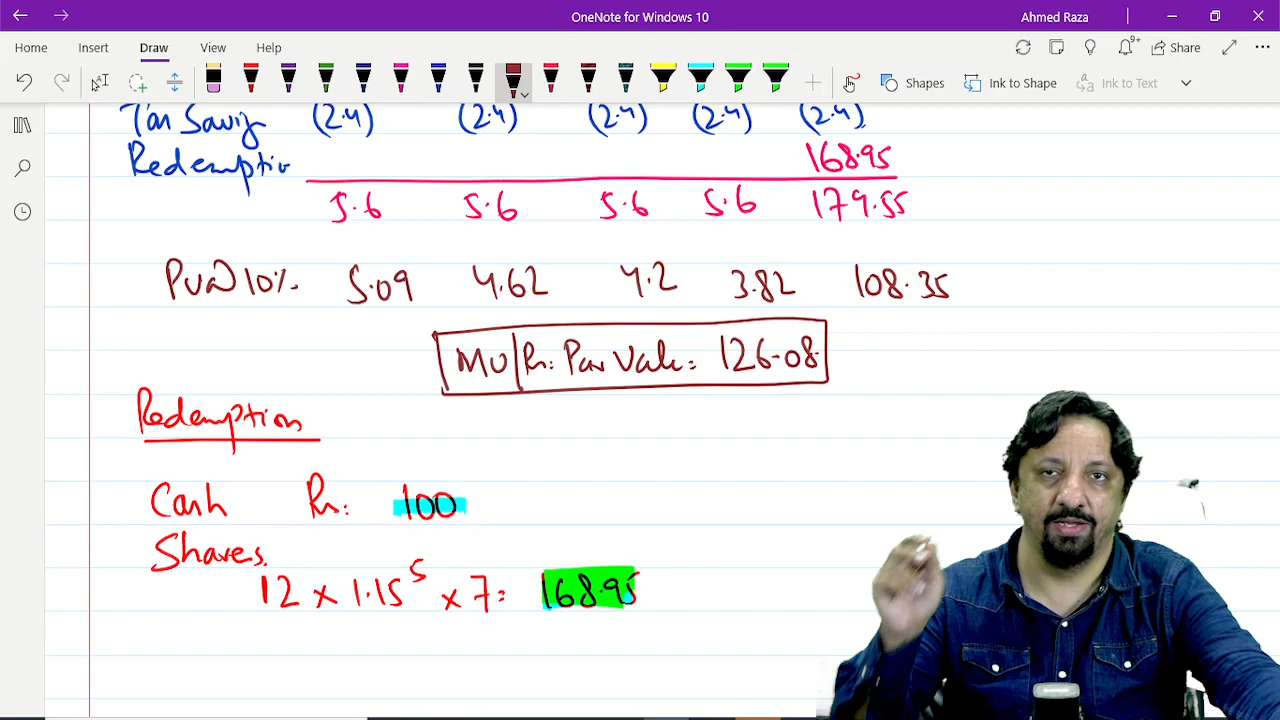 OneNote for Windows 10
Ahmed Raza
Home Insert Draw View Help
9+ Share
Shapes Ink to Shape Ink to Text
Tax Saving (2.4) (2.4) (2.4) (2.4) (2.4)
Redemption 168.95
5.6 5.6 5.6 5.6 179.55
PV@10%. 5.09 4.62 4.2 3.82 108.35
MV Rs. Par Value: 126.08
Redemption
Cash Rs: 100
Shares.
12 x 1.15⁵ x 7 = 168.95